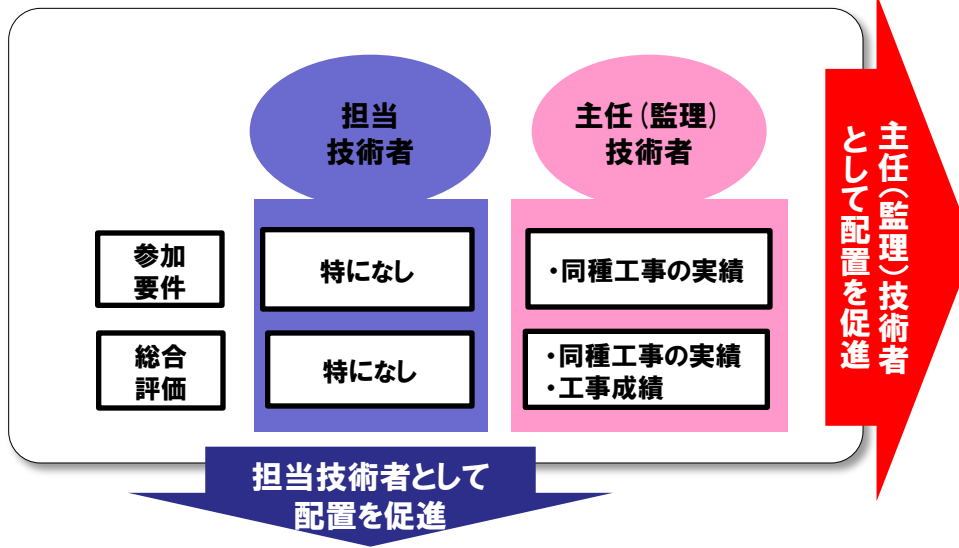 担当
技術者
主任(監理)
技術者
参加
要件
特になし
・同種工事の実績
総合
評価
特になし
・同種工事の実績
・工事成績
担当技術者として
配置を促進
主任(監理)技術者
として配置を促進